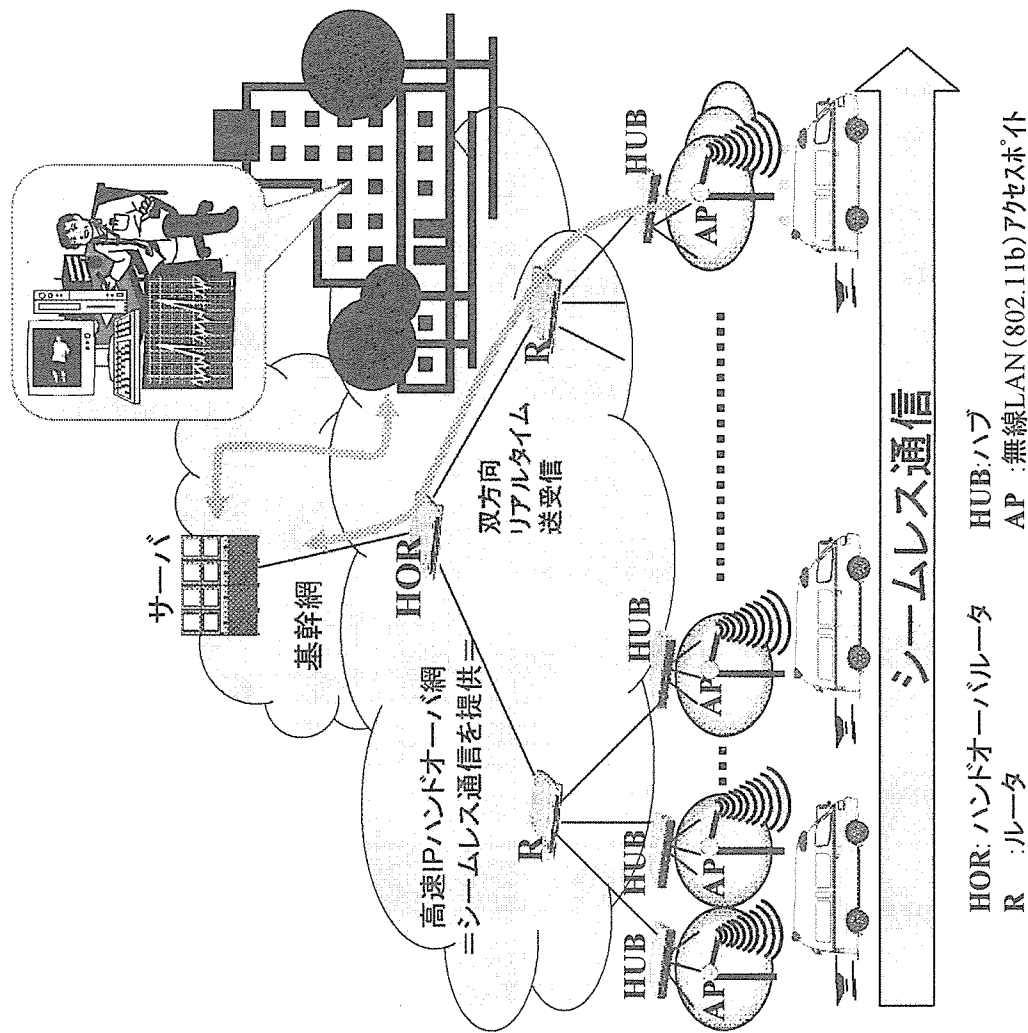 サーバ
基幹網
HOR
高速IPハンドオーバ網
=シームレス通信を提供=
双方向
リアルタイム
送受信
R
R
HUB
HUB
HUB
HUB
AP
AP
AP
AP
シームレス通信
HOR: ハンドオーバルータ
R :ルータ
HUB:ハブ
AP :無線LAN(802.11b)アクセスポイト